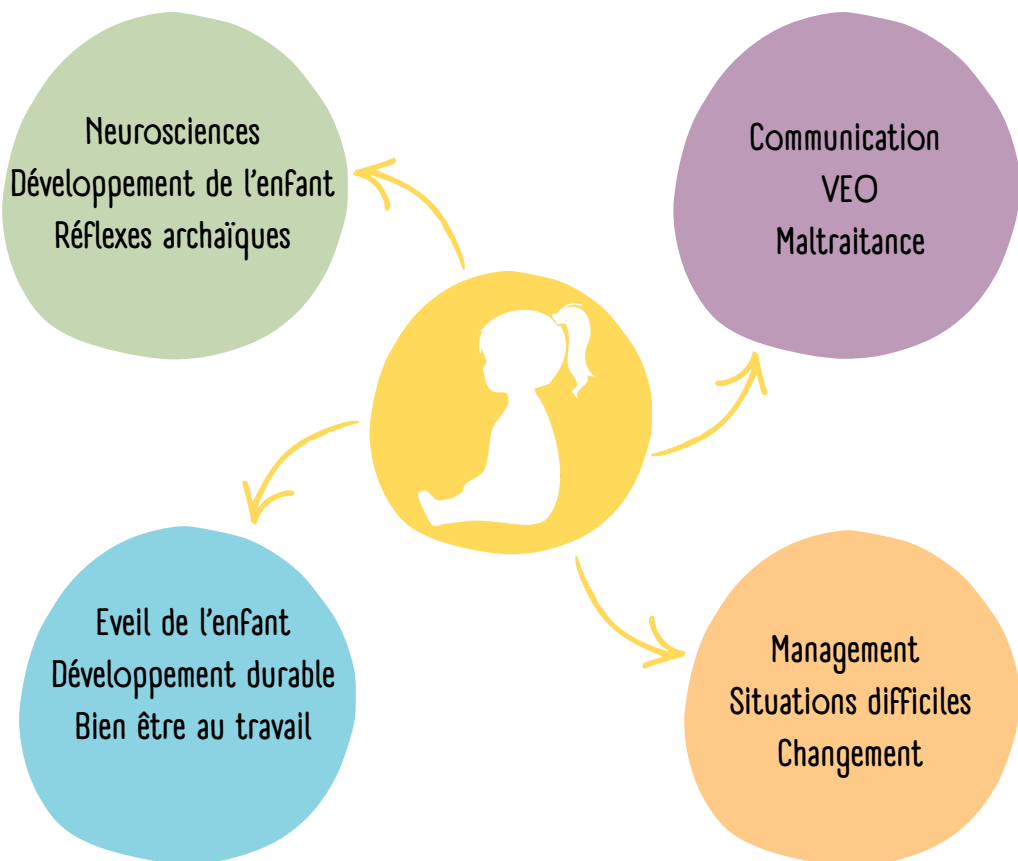 Neurosciences
Développement de l'enfant
Réflexes archaïques
Communication
VEO
Maltraitance
Eveil de l'enfant
Développement durable
Bien être au travail
Management
Situations difficiles
Changement